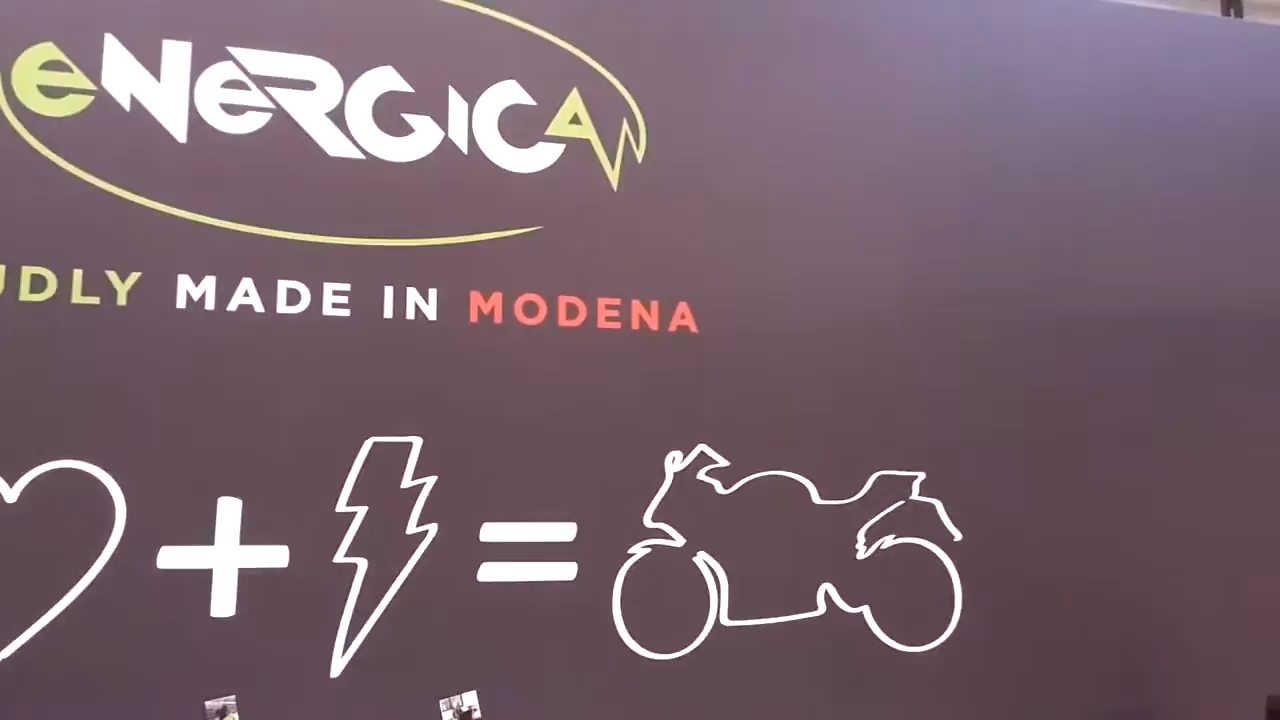 eNeRGICA
UDLY MADE IN MODENA
+ =